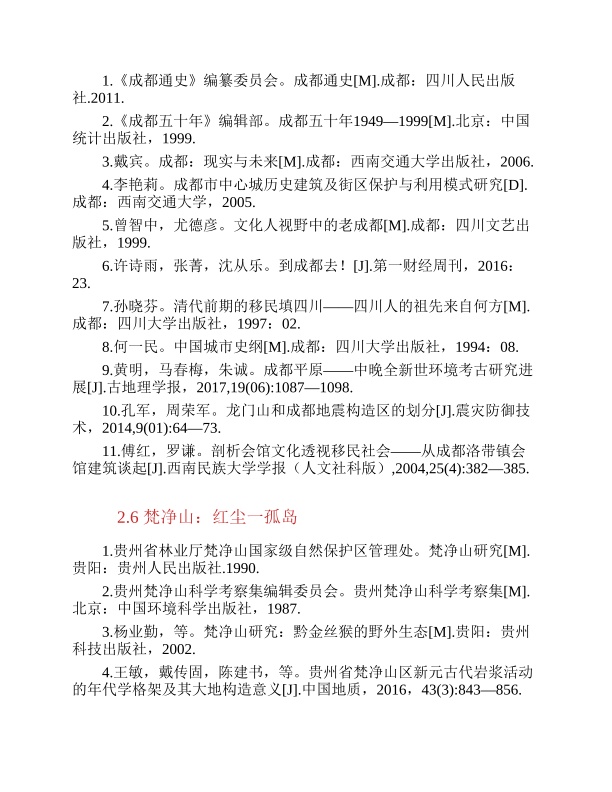 1.《成都通史》编纂委员会。成都通史[M].成都：四川人民出版
社.2011.
2.《成都五十年》编辑部。成都五十年1949—1999[M].北京：中国
统计出版社，1999.
3.戴宾。成都：现实与未来[M].成都：西南交通大学出版社，2006.
4.李艳莉。成都市中心城历史建筑及街区保护与利用模式研究[D].
成都：西南交通大学，2005.
5.曾智中，尤德彦。文化人视野中的老成都[M].成都：四川文艺出
版社，1999.
6.许诗雨，张菁，沈从乐。到成都去！[J].第一财经周刊，2016：
23.
7.孙晓芬。清代前期的移民填四川——四川人的祖先来自何方[M].
成都：四川大学出版社，1997：02.
8.何一民。中国城市史纲[M].成都：四川大学出版社，1994：08.
9.黄明，马春梅，朱诚。成都平原——中晚全新世环境考古研究进
展[J].古地理学报，2017,19(06):1087—1098.
10.孔军，周荣军。龙门山和成都地震构造区的划分[J].震灾防御技
术，2014,9(01):64—73.
11.傅红，罗谦。剖析会馆文化透视移民社会——从成都洛带镇会
馆建筑谈起[J].西南民族大学学报（人文社科版）,2004,25(4):382—385.
2.6 梵净山：红尘一孤岛
1.贵州省林业厅梵净山国家级自然保护区管理处。梵净山研究[M].
贵阳：贵州人民出版社.1990.
2.贵州梵净山科学考察集编辑委员会。贵州梵净山科学考察集[M].
北京：中国环境科学出版社，1987.
3.杨业勤，等。梵净山研究：黔金丝猴的野外生态[M].贵阳：贵州
科技出版社，2002.
4.王敏，戴传固，陈建书，等。贵州省梵净山区新元古代岩浆活动
的年代学格架及其大地构造意义[J].中国地质，2016，43(3):843—856.